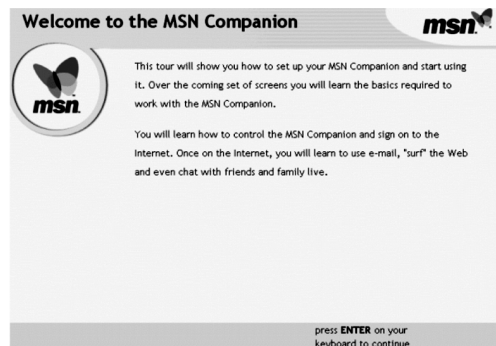 Welcome to the MSN Companion
msn
msn
This tour will show you how to set up your MSN Companion and start using
it. Over the coming set of screens you will learn the basics required to
work with the MSN Companion.
You will learn how to control the MSN Companion and sign on to the
Internet. Once on the Internet, you will learn to use e-mail, "surf" the Web
and even chat with friends and family live.
press ENTER on your
keyboard to continue